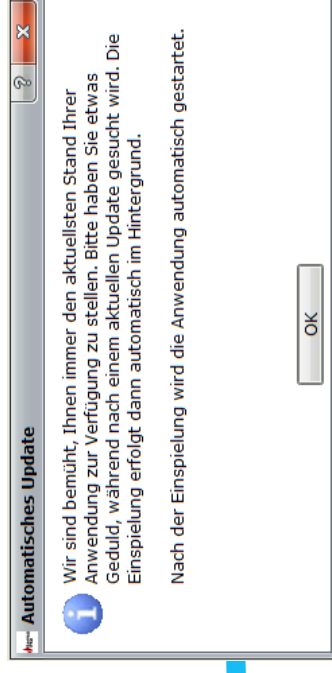 Automatisches Update
Wir sind bemüht, Ihnen immer den aktuellsten Stand Ihrer
Anwendung zur Verfügung zu stellen. Bitte haben Sie etwas
Geduld, während nach einem aktuellen Update gesucht wird. Die
Einspielung erfolgt dann automatisch im Hintergrund.
Nach der Einspielung wird die Anwendung automatisch gestartet.
OK